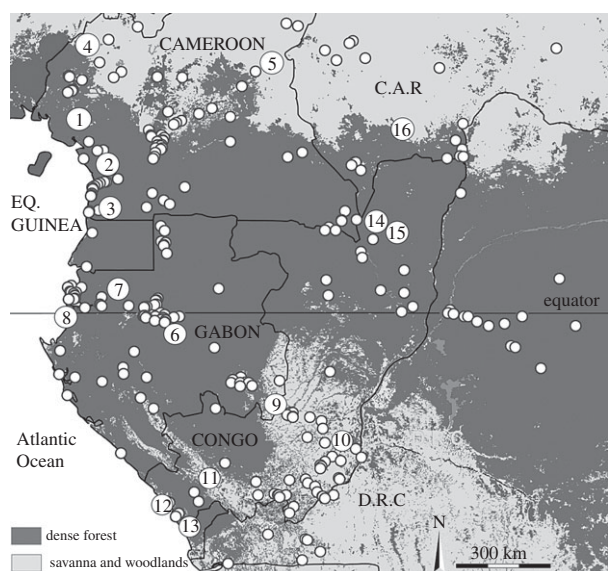 4
CAMEROON
5
C.A.R
1
16
2
EQ.
GUINEA
3
14
15
7
equator
8
6
GABON
9
Atlantic
Ocean
CONGO
10
11
12
13
D.R.C
N
dense forest
savanna and woodlands
300 km